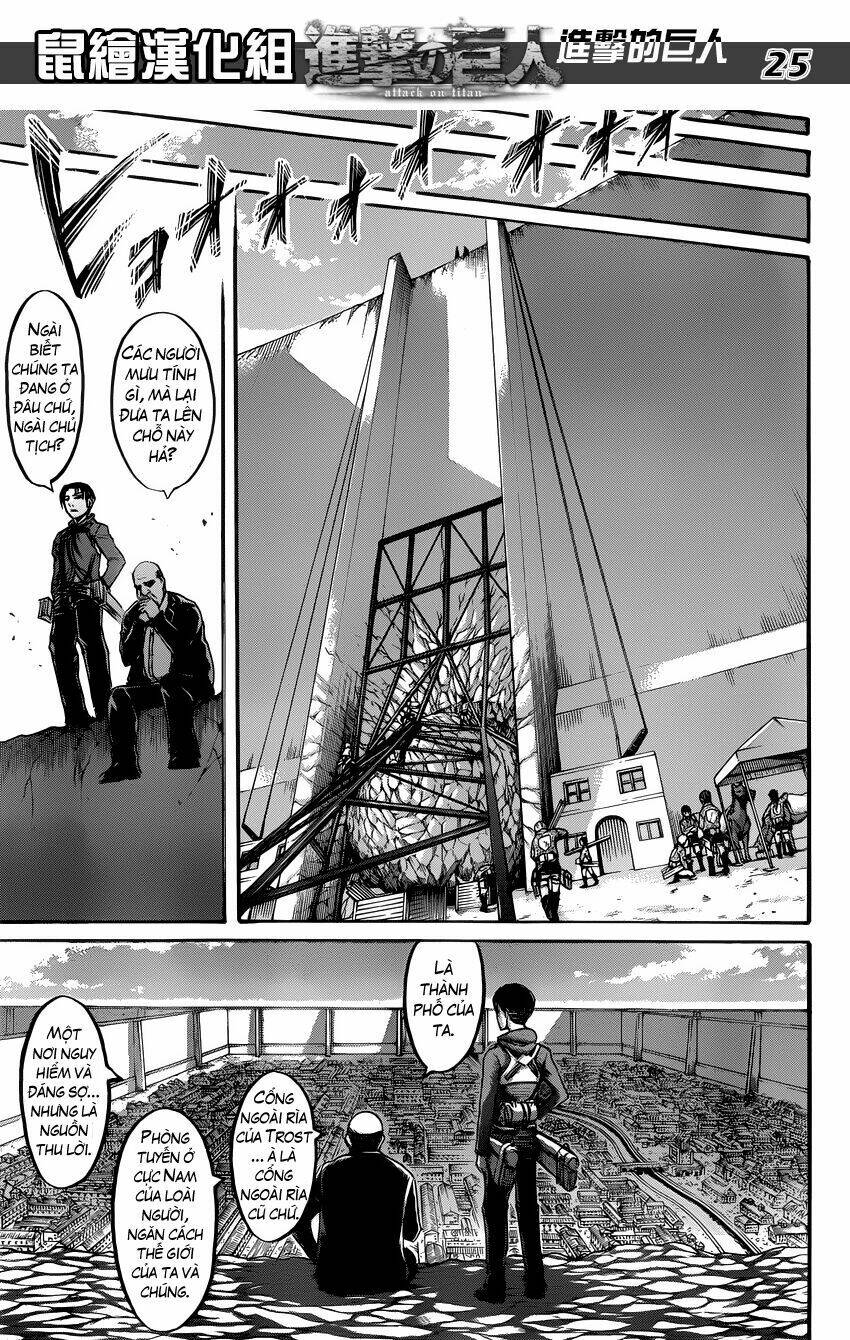 鼠繪漢化組
進撃の巨人
attack on titan
進擊的巨人
25
ビョオオオオオオオ
CÁC NGƯỜI
MƯU TÍNH
GÌ, MÀ LẠI
ĐƯA TA LÊN
CHỖ NÀY
HẢ?
NGÀI
BIẾT
CHÚNG TA
ĐANG Ở
ĐÂU CHỨ,
NGÀI CHỦ
TỊCH?
LÀ
THÀNH
PHỐ CỦA
TA.
CỔNG
NGOÀI RÌA
CỦA TROST
... À LÀ
CỔNG
NGOÀI RÌA
CŨ CHỨ.
PHÒNG
TUYẾN Ở
CỰC NAM
CỦA LOÀI
NGƯỜI,
NGĂN CÁCH
THẾ GIỚI
CỦA TA VÀ
CHÚNG.
MỘT
NƠI NGUY
HIỂM VÀ
ĐÁNG SỢ...
NHƯNG LÀ
NGUỒN
THU LỜI.